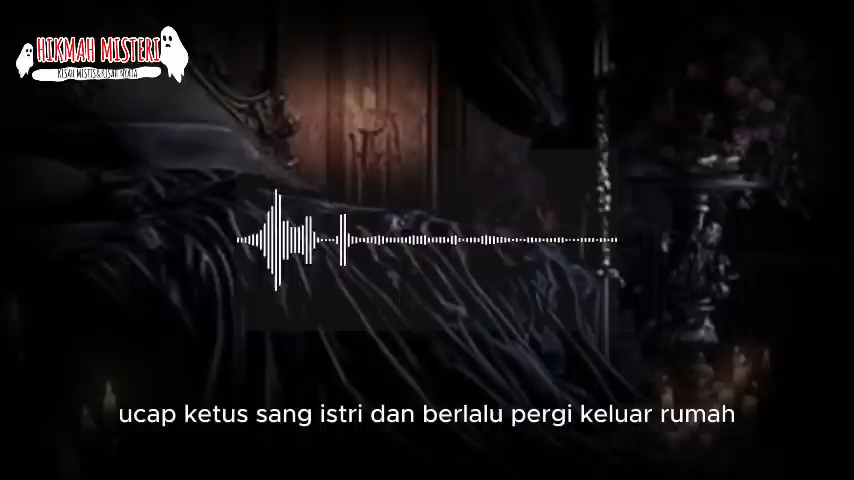 HIKMAH MISTERI
ucap ketus sang istri dan berlalu pergi keluar rumah